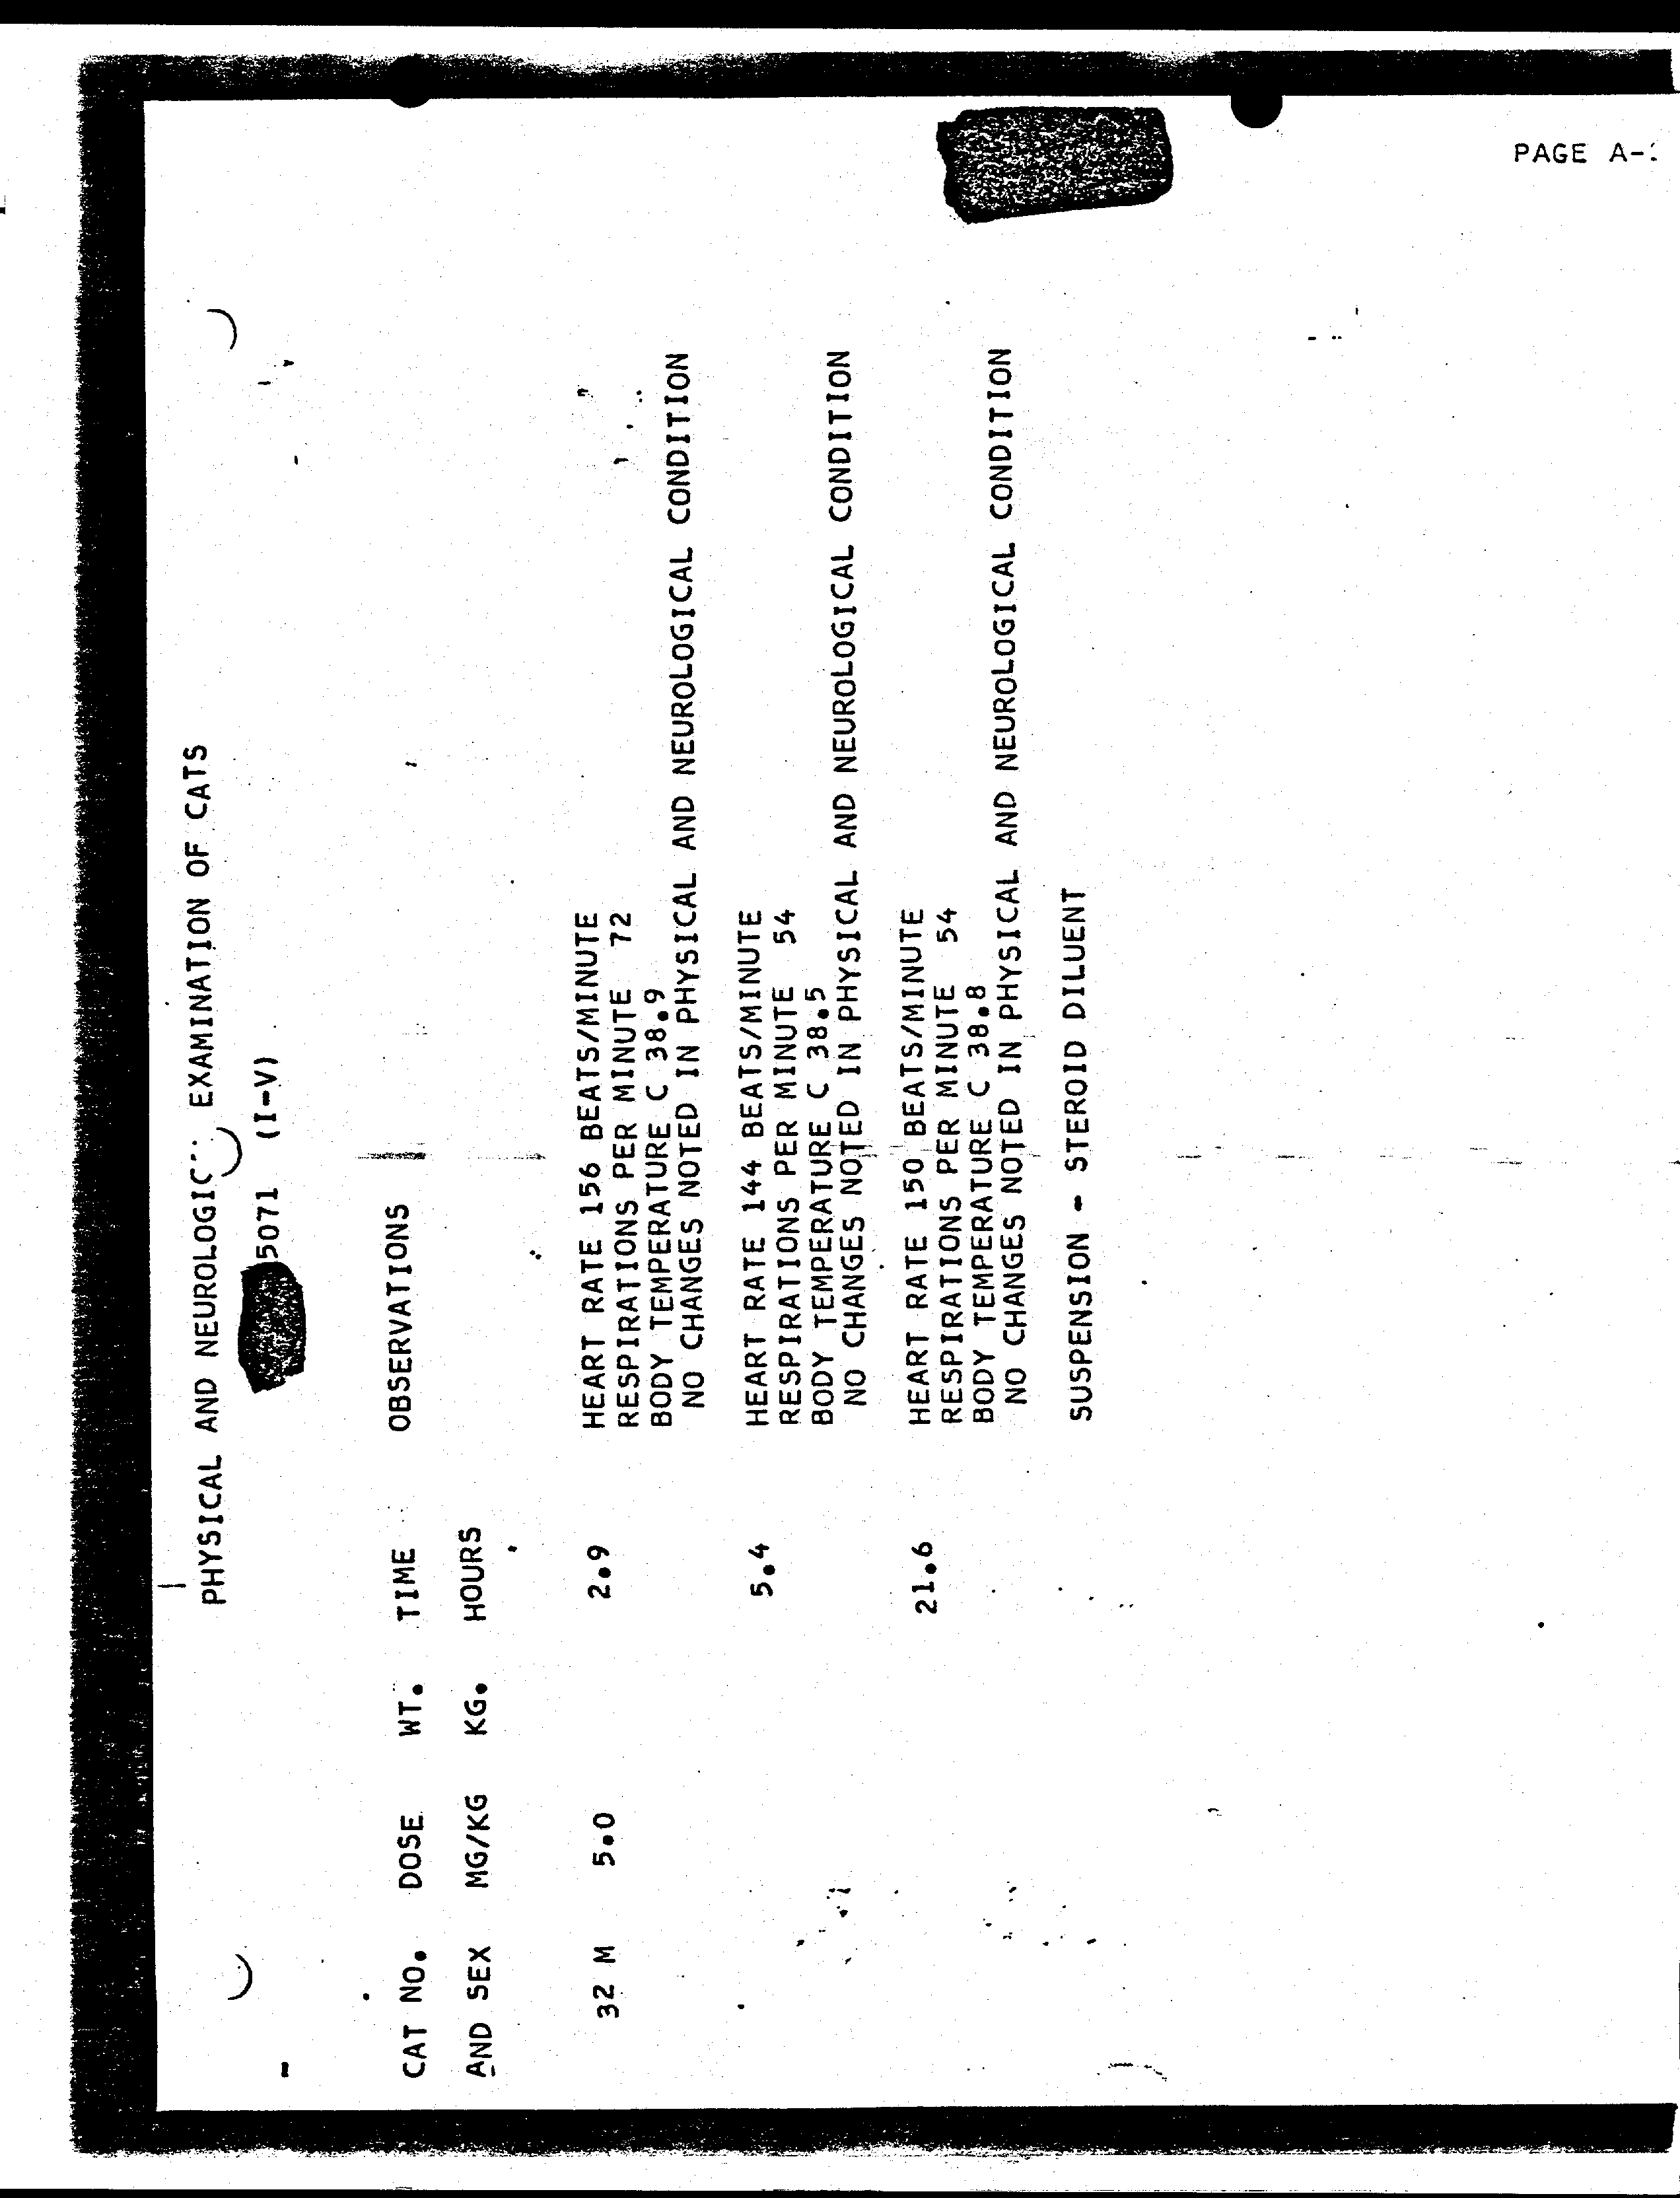 PAGE A-
PHYSICAL AND NEUROLOGIC EXAMINATION OF CATS
5071 (I-V)
CAT NO. DOSE WT. TIME OBSERVATIONS
AND SEX MG/KG KG. HOURS
32 M 5.0 2.9 HEART RATE 156 BEATS/MINUTE
RESPIRATIONS PER MINUTE 72
BODY TEMPERATURE C 38.9
NO CHANGES NOTED IN PHYSICAL AND NEUROLOGICAL CONDITION
5.4 HEART RATE 144 BEATS/MINUTE
RESPIRATIONS PER MINUTE 54
BODY TEMPERATURE C 38.5
NO CHANGES NOTED IN PHYSICAL AND NEUROLOGICAL CONDITION
21.6 HEART RATE 150 BEATS/MINUTE
RESPIRATIONS PER MINUTE 54
BODY TEMPERATURE C 38.8
NO CHANGES NOTED IN PHYSICAL AND NEUROLOGICAL CONDITION
SUSPENSION - STEROID DILUENT